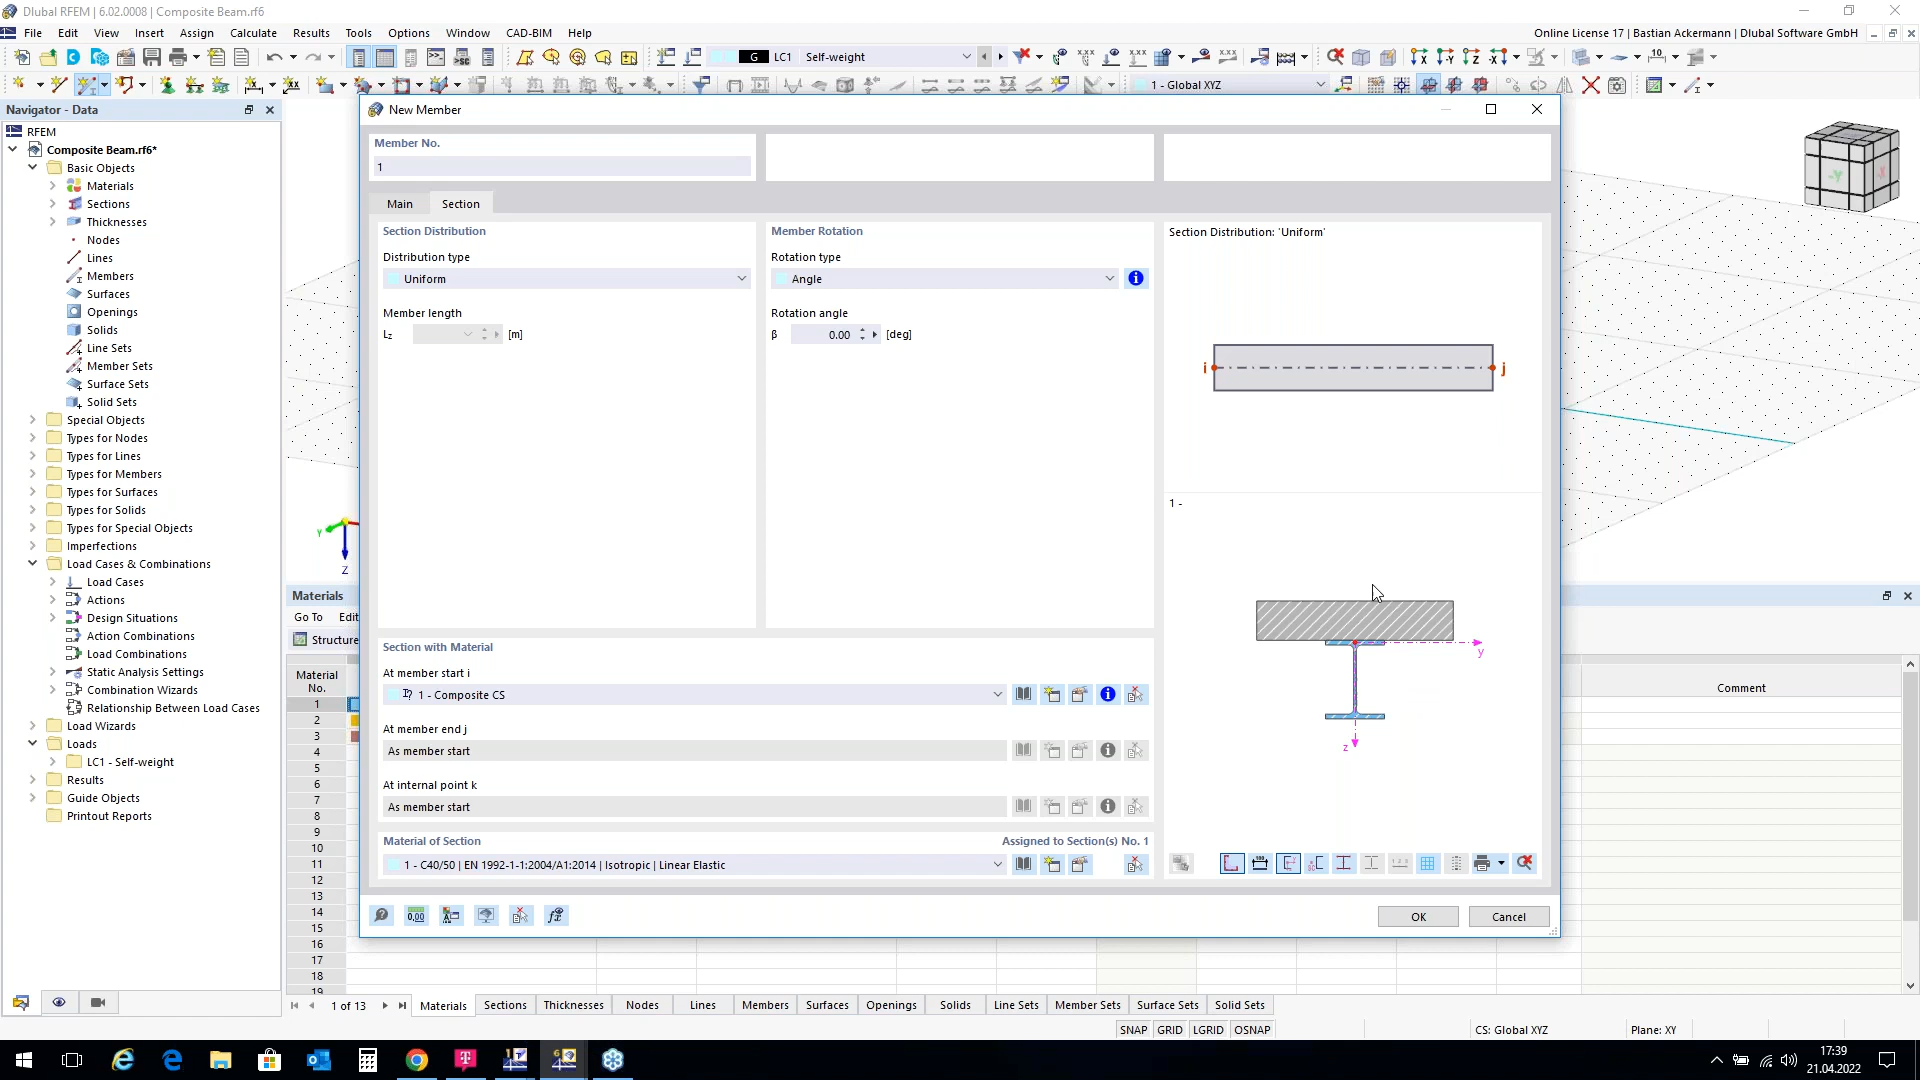 Dlubal RFEM | 6.02.0008 | Composite Beam.rf6
File Edit View Insert Assign Calculate Results Tools Options Window CAD-BIM Help
Online License 17 | Bastian Ackermann | Dlubal Software GmbH
G LC1 Self-weight
1 - Global XYZ
Navigator - Data
RFEM
Composite Beam.rf6*
Basic Objects
Materials
Sections
Thicknesses
Nodes
Lines
Members
Surfaces
Openings
Solids
Line Sets
Member Sets
Surface Sets
Solid Sets
Special Objects
Types for Nodes
Types for Lines
Types for Members
Types for Surfaces
Types for Solids
Types for Special Objects
Imperfections
Load Cases & Combinations
Load Cases
Actions
Design Situations
Action Combinations
Load Combinations
Static Analysis Settings
Combination Wizards
Relationship Between Load Cases
Load Wizards
Loads
LC1 - Self-weight
Results
Guide Objects
Printout Reports
New Member
Member No.
1
Main Section
Section Distribution
Distribution type
Uniform
Member length
Lz [m]
Member Rotation
Rotation type
Angle
Rotation angle
β 0.00 [deg]
Section Distribution: 'Uniform'
i j
1 -
y
z
Section with Material
At member start i
1 - Composite CS
At member end j
As member start
At internal point k
As member start
Material of Section Assigned to Section(s) No. 1
1 - C40/50 | EN 1992-1-1:2004/A1:2014 | Isotropic | Linear Elastic
OK Cancel
Y
Z
-Y X
Materials
Go To Edit
Structure
Material
No.
Comment
1
2
3
4
5
6
7
8
9
10
11
12
13
14
15
16
17
18
19
1 of 13 Materials Sections Thicknesses Nodes Lines Members Surfaces Openings Solids Line Sets Member Sets Surface Sets Solid Sets
SNAP GRID LGRID OSNAP CS: Global XYZ Plane: XY
17:39
21.04.2022